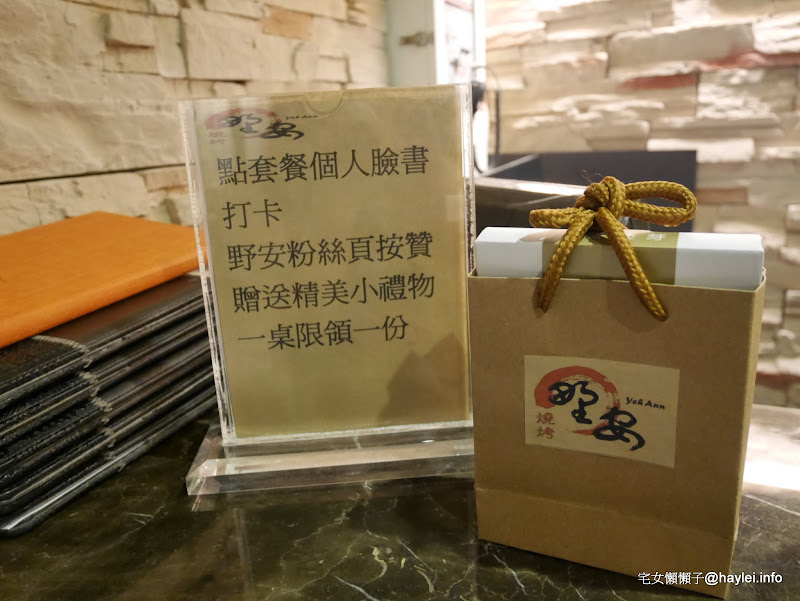 野安
Yeh Ann
燒烤
點套餐個人臉書
打卡
野安粉絲頁按贊
贈送精美小禮物
一桌限領一份
野安
Yeh Ann
燒烤
宅女懶懶子@haylei.info